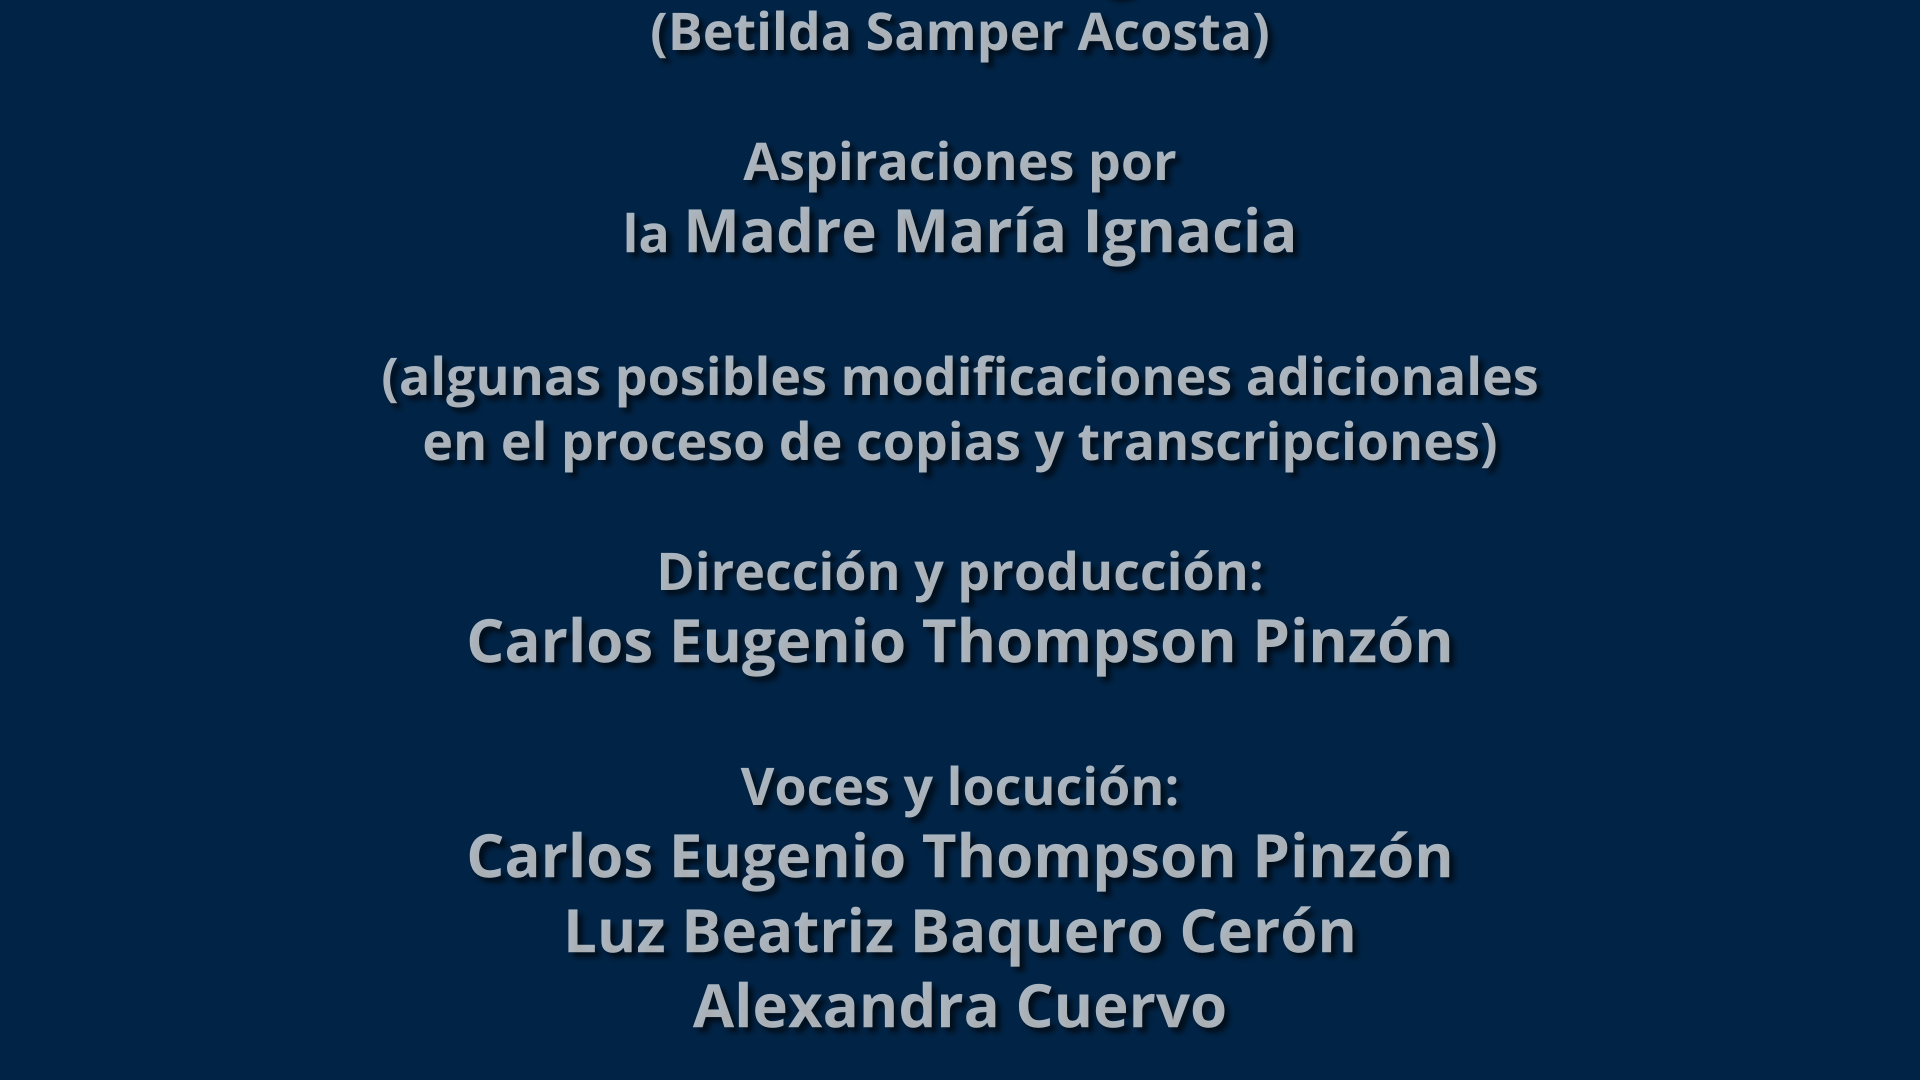 (Betilda Samper Acosta)
Aspiraciones por
la Madre María Ignacia
(algunas posibles modificaciones adicionales
en el proceso de copias y transcripciones)
Dirección y producción:
Carlos Eugenio Thompson Pinzón
Voces y locución:
Carlos Eugenio Thompson Pinzón
Luz Beatriz Baquero Cerón
Alexandra Cuervo